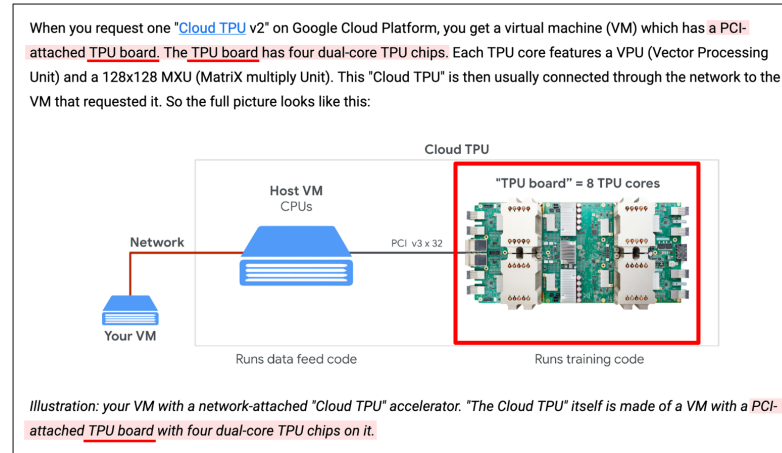 When you request one "Cloud TPU v2" on Google Cloud Platform, you get a virtual machine (VM) which has a PCI-
attached TPU board. The TPU board has four dual-core TPU chips. Each TPU core features a VPU (Vector Processing
Unit) and a 128x128 MXU (MatriX multiply Unit). This "Cloud TPU" is then usually connected through the network to the
VM that requested it. So the full picture looks like this:
Cloud TPU
"TPU board” = 8 TPU cores
Host VM
CPUs
Network
PCI v3 x 32
Your VM
Runs data feed code
Runs training code
Illustration: your VM with a network-attached "Cloud TPU" accelerator. "The Cloud TPU" itself is made of a VM with a PCI-
attached TPU board with four dual-core TPU chips on it.